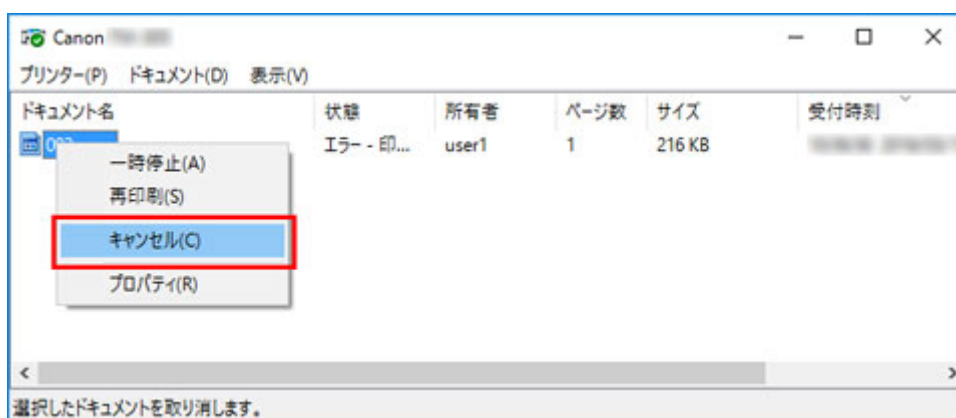 Canon
プリンター(P) ドキュメント(D) 表示(V)
ドキュメント名 状態 所有者 ページ数 サイズ 受付時刻
エラー - 印... user1 1 216 KB
一時停止(A)
再印刷(S)
キャンセル(C)
プロパティ(R)
選択したドキュメントを取り消します。